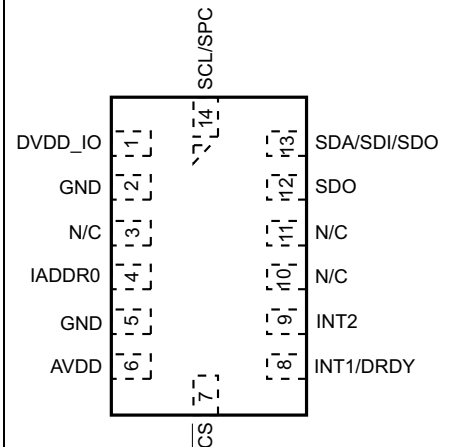 SCL/SPC
14
DVDD_IO 1 13 SDA/SDI/SDO
GND 2 12 SDO
N/C 3 11 N/C
IADDR0 4 10 N/C
GND 5 9 INT2
AVDD 6 8 INT1/DRDY
7
CS